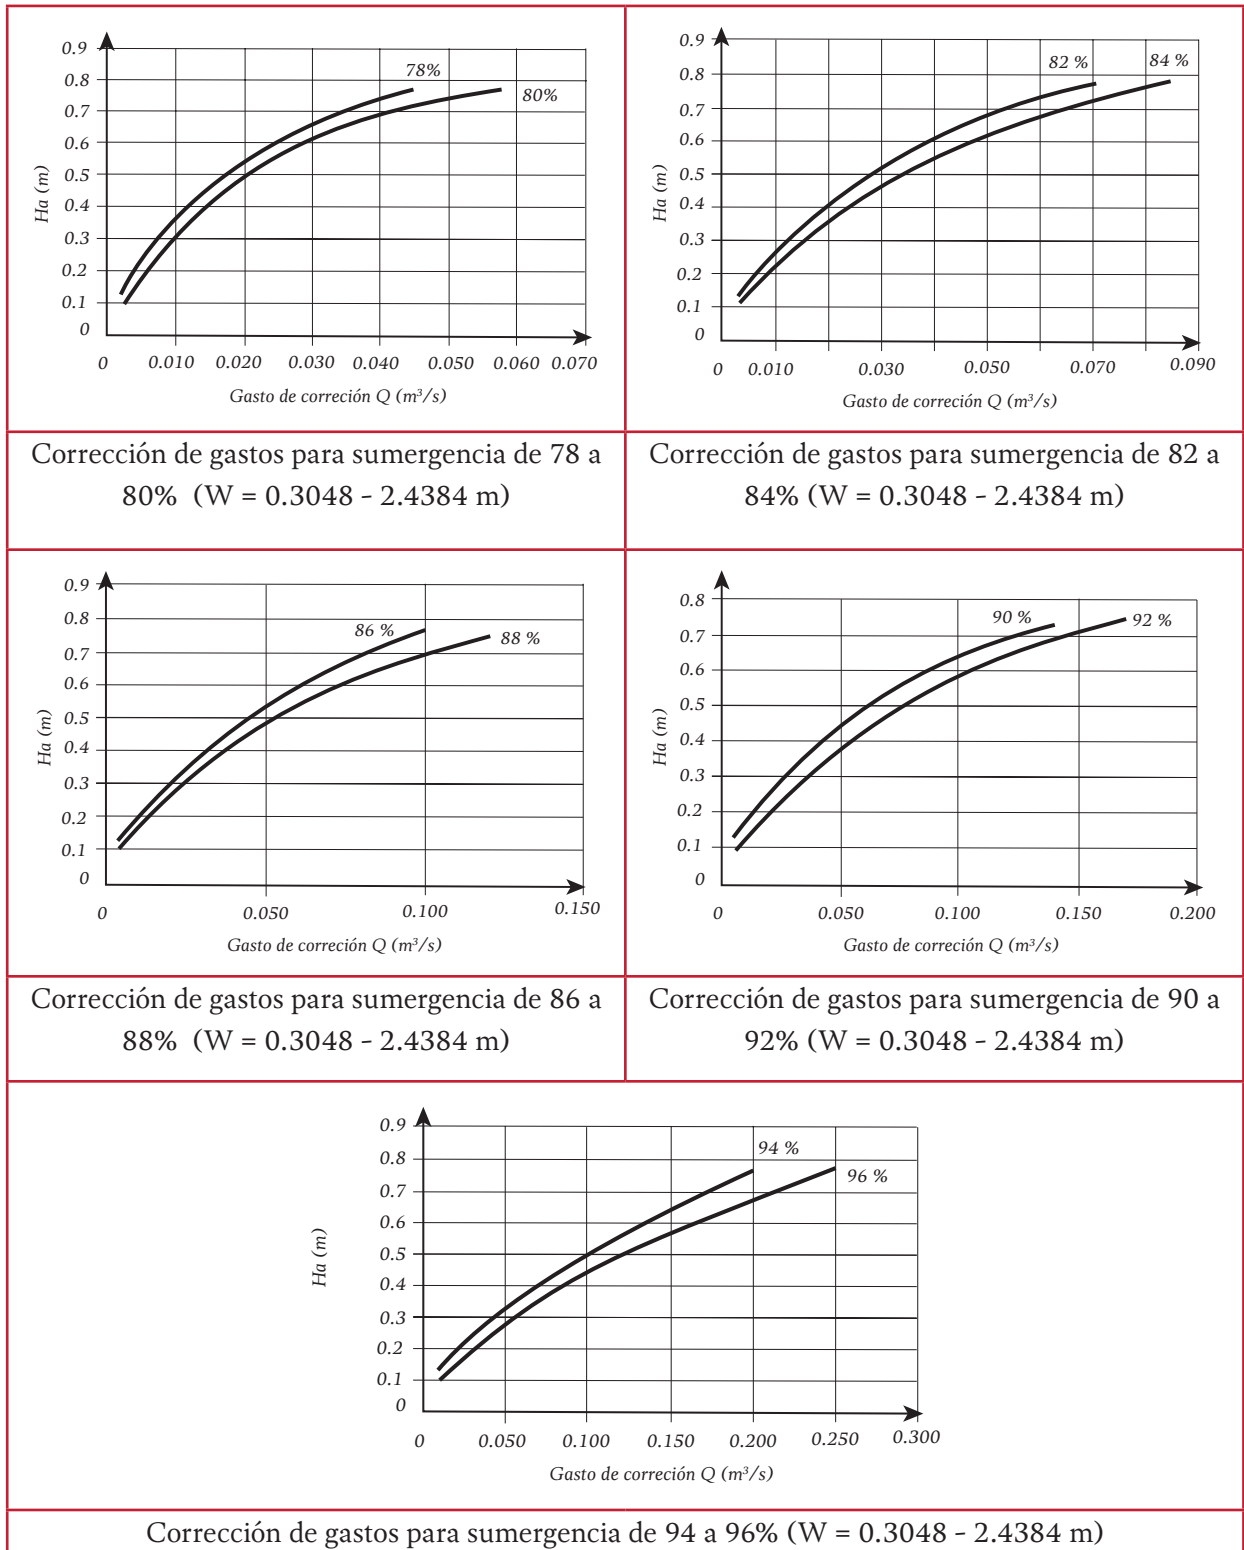 0.9
0.8
0.7
0.6
0.5
0.4
0.3
0.2
0.1
0
Ha (m)
78%
80%
0 0.010 0.020 0.030 0.040 0.050 0.060 0.070
Gasto de correción Q (m³/s)
0.9
0.8
0.7
0.6
0.5
0.4
0.3
0.2
0.1
0
Ha (m)
82 % 84 %
0 0.010 0.030 0.050 0.070 0.090
Gasto de correción Q (m³/s)
Corrección de gastos para sumergencia de 78 a
80% (W = 0.3048 - 2.4384 m)
Corrección de gastos para sumergencia de 82 a
84% (W = 0.3048 - 2.4384 m)
0.9
0.8
0.7
0.6
0.5
0.4
0.3
0.2
0.1
0
Ha (m)
86 %
88 %
0 0.050 0.100 0.150
Gasto de correción Q (m³/s)
0.8
0.7
0.6
0.5
0.4
0.3
0.2
0.1
0
Ha (m)
90 %
92 %
0 0.050 0.100 0.150 0.200
Gasto de correción Q (m³/s)
Corrección de gastos para sumergencia de 86 a
88% (W = 0.3048 - 2.4384 m)
Corrección de gastos para sumergencia de 90 a
92% (W = 0.3048 - 2.4384 m)
0.9
0.8
0.7
0.6
0.5
0.4
0.3
0.2
0.1
0
Ha (m)
94 %
96 %
0 0.050 0.100 0.150 0.200 0.250 0.300
Gasto de correción Q (m³/s)
Corrección de gastos para sumergencia de 94 a 96% (W = 0.3048 - 2.4384 m)